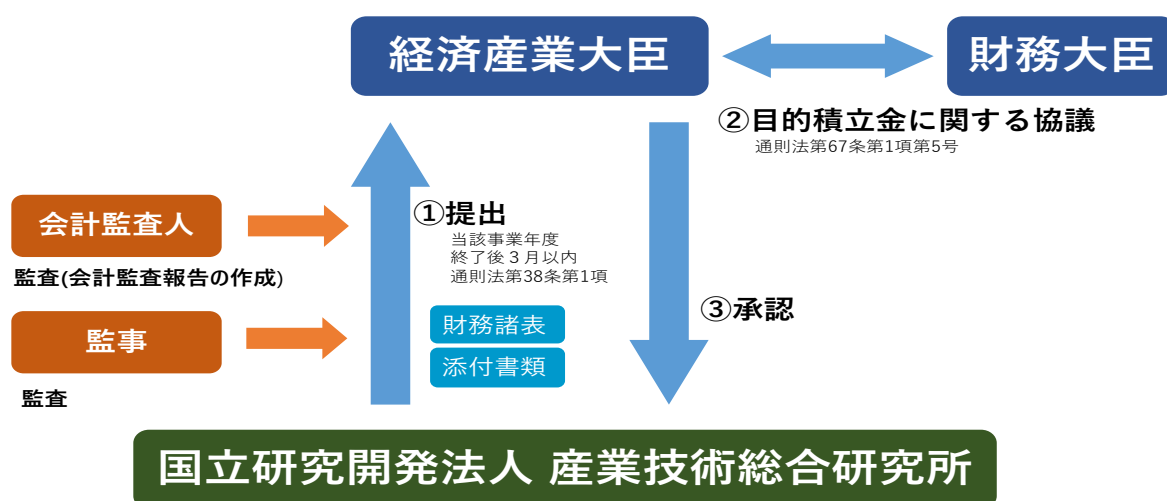 経済産業大臣
財務大臣
②目的積立金に関する協議
通則法第67条第1項第5号
会計監査人
監査(会計監査報告の作成)
①提出
当該事業年度
終了後３月以内
通則法第38条第1項
財務諸表
添付書類
③承認
監事
監査
国立研究開発法人 産業技術総合研究所